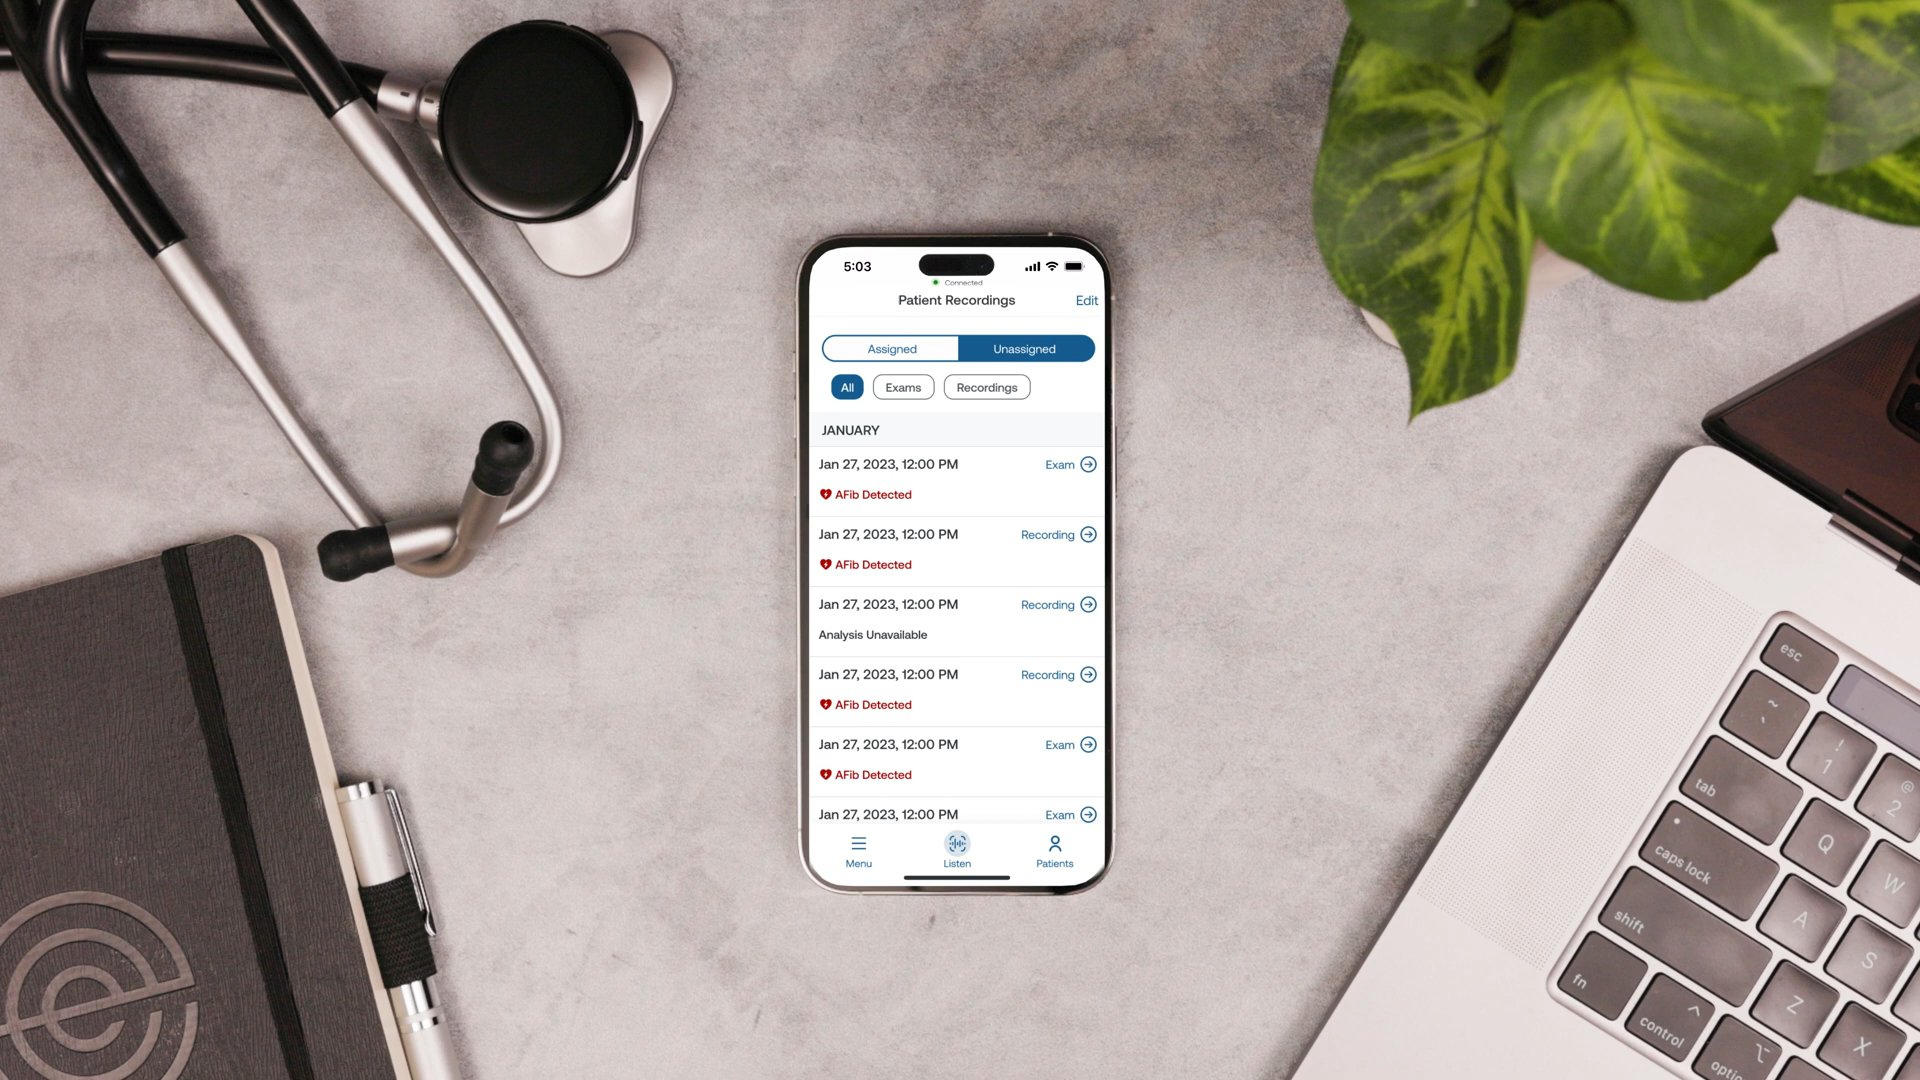 5:03
Connected
Patient Recordings
Edit
Assigned
Unassigned
All
Exams
Recordings
JANUARY
Jan 27, 2023, 12:00 PM
Exam
AFib Detected
Jan 27, 2023, 12:00 PM
Recording
AFib Detected
Jan 27, 2023, 12:00 PM
Recording
Analysis Unavailable
Jan 27, 2023, 12:00 PM
Recording
AFib Detected
Jan 27, 2023, 12:00 PM
Exam
AFib Detected
Jan 27, 2023, 12:00 PM
Exam
Menu
Listen
Patients
esc
~
`
!
1
@
2
tab
Q
W
caps lock
A
S
shift
Z
X
fn
control
optio